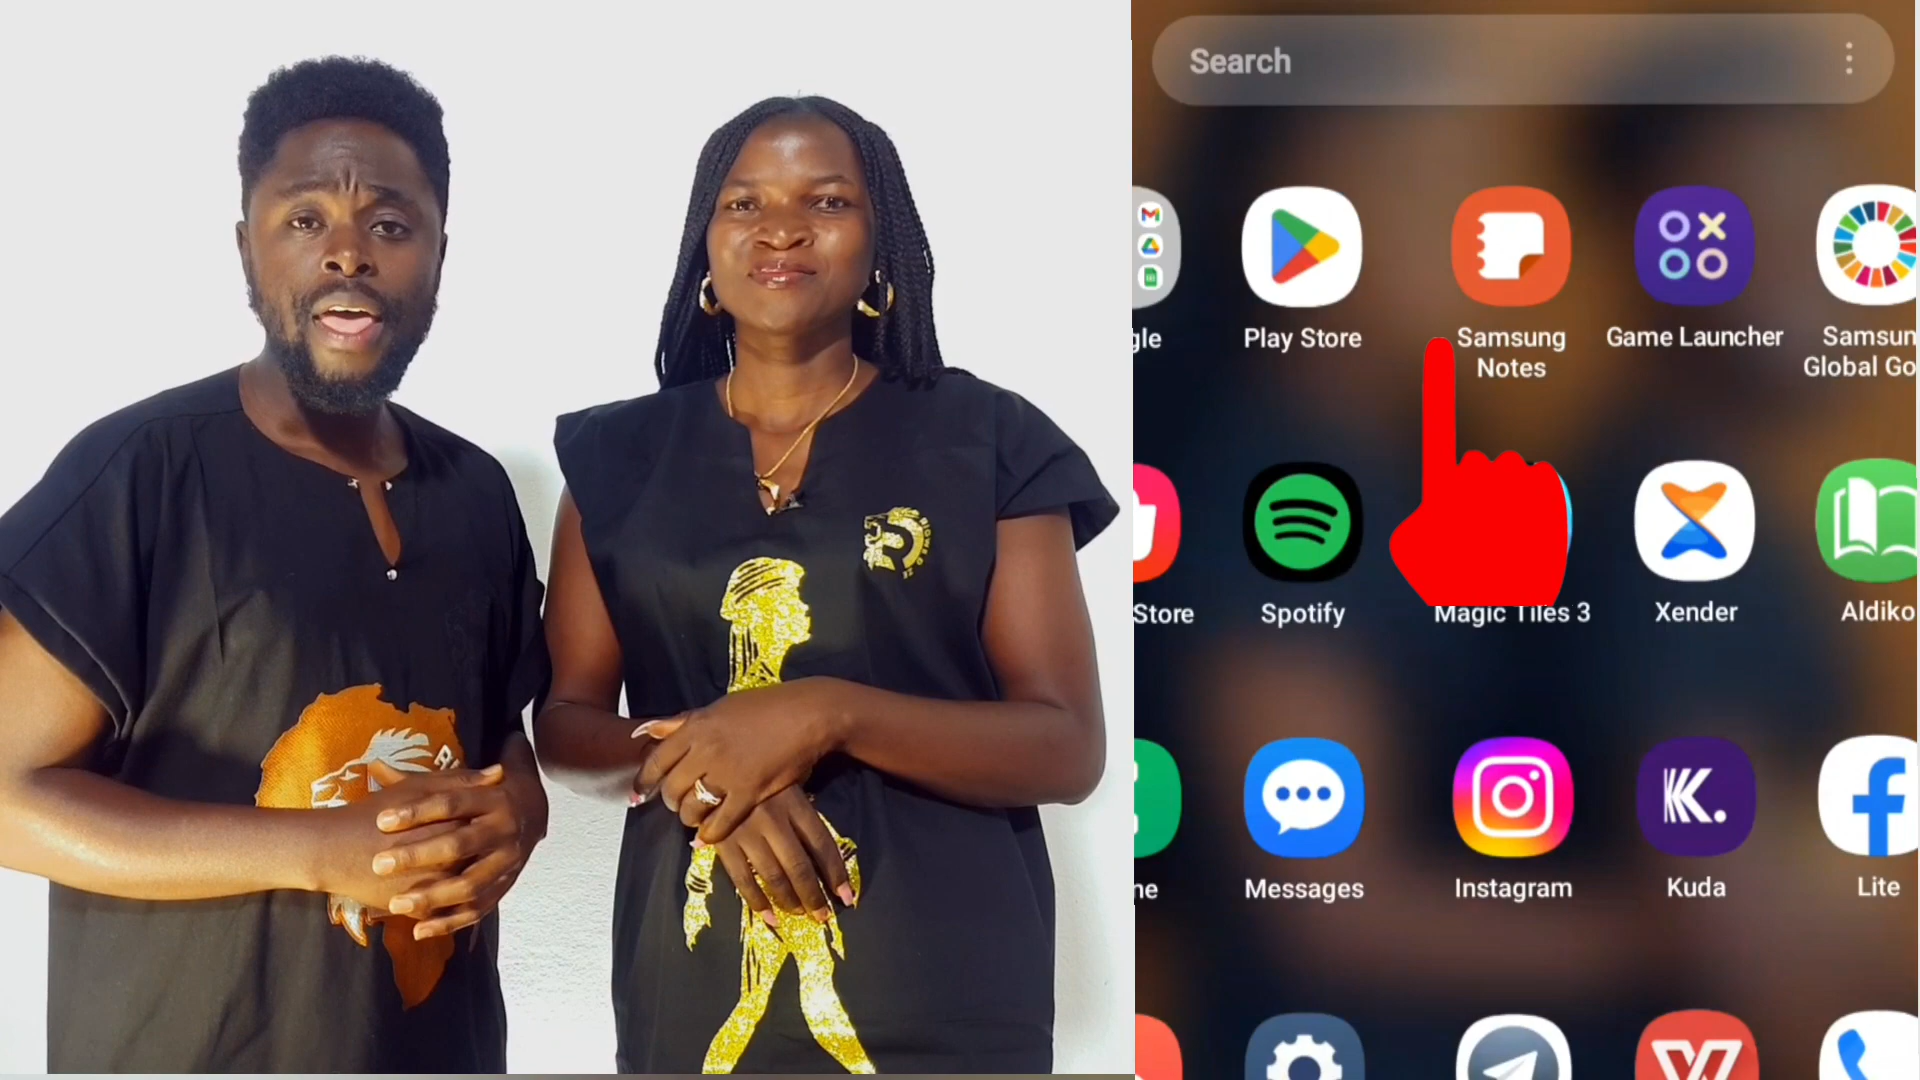 Search
gle
Play Store
Samsung
Notes
Game Launcher
Samsun
Global Go
Store
Spotify
Magic Tiles 3
Xender
Aldiko
ne
Messages
Instagram
Kuda
Lite